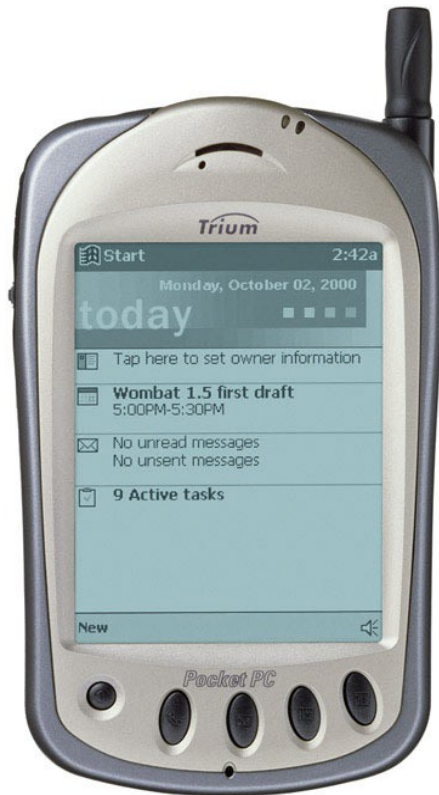 Trium
Start 2:42a
Monday, October 02, 2000
today
Tap here to set owner information
Wombat 1.5 first draft
5:00PM-5:30PM
No unread messages
No unsent messages
9 Active tasks
New
Pocket PC